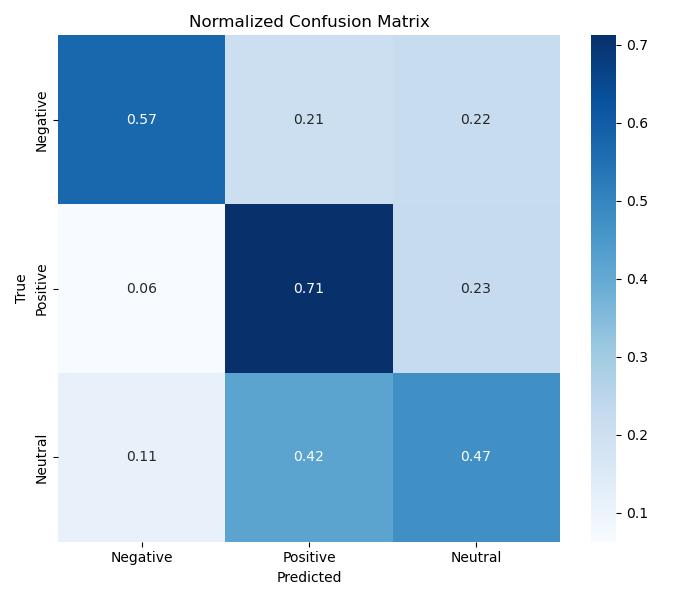 Normalized Confusion Matrix
True
Negative
0.57 0.21 0.22
Positive
0.06 0.71 0.23
Neutral
0.11 0.42 0.47
Negative Positive Neutral
Predicted
0.7
0.6
0.5
0.4
0.3
0.2
0.1